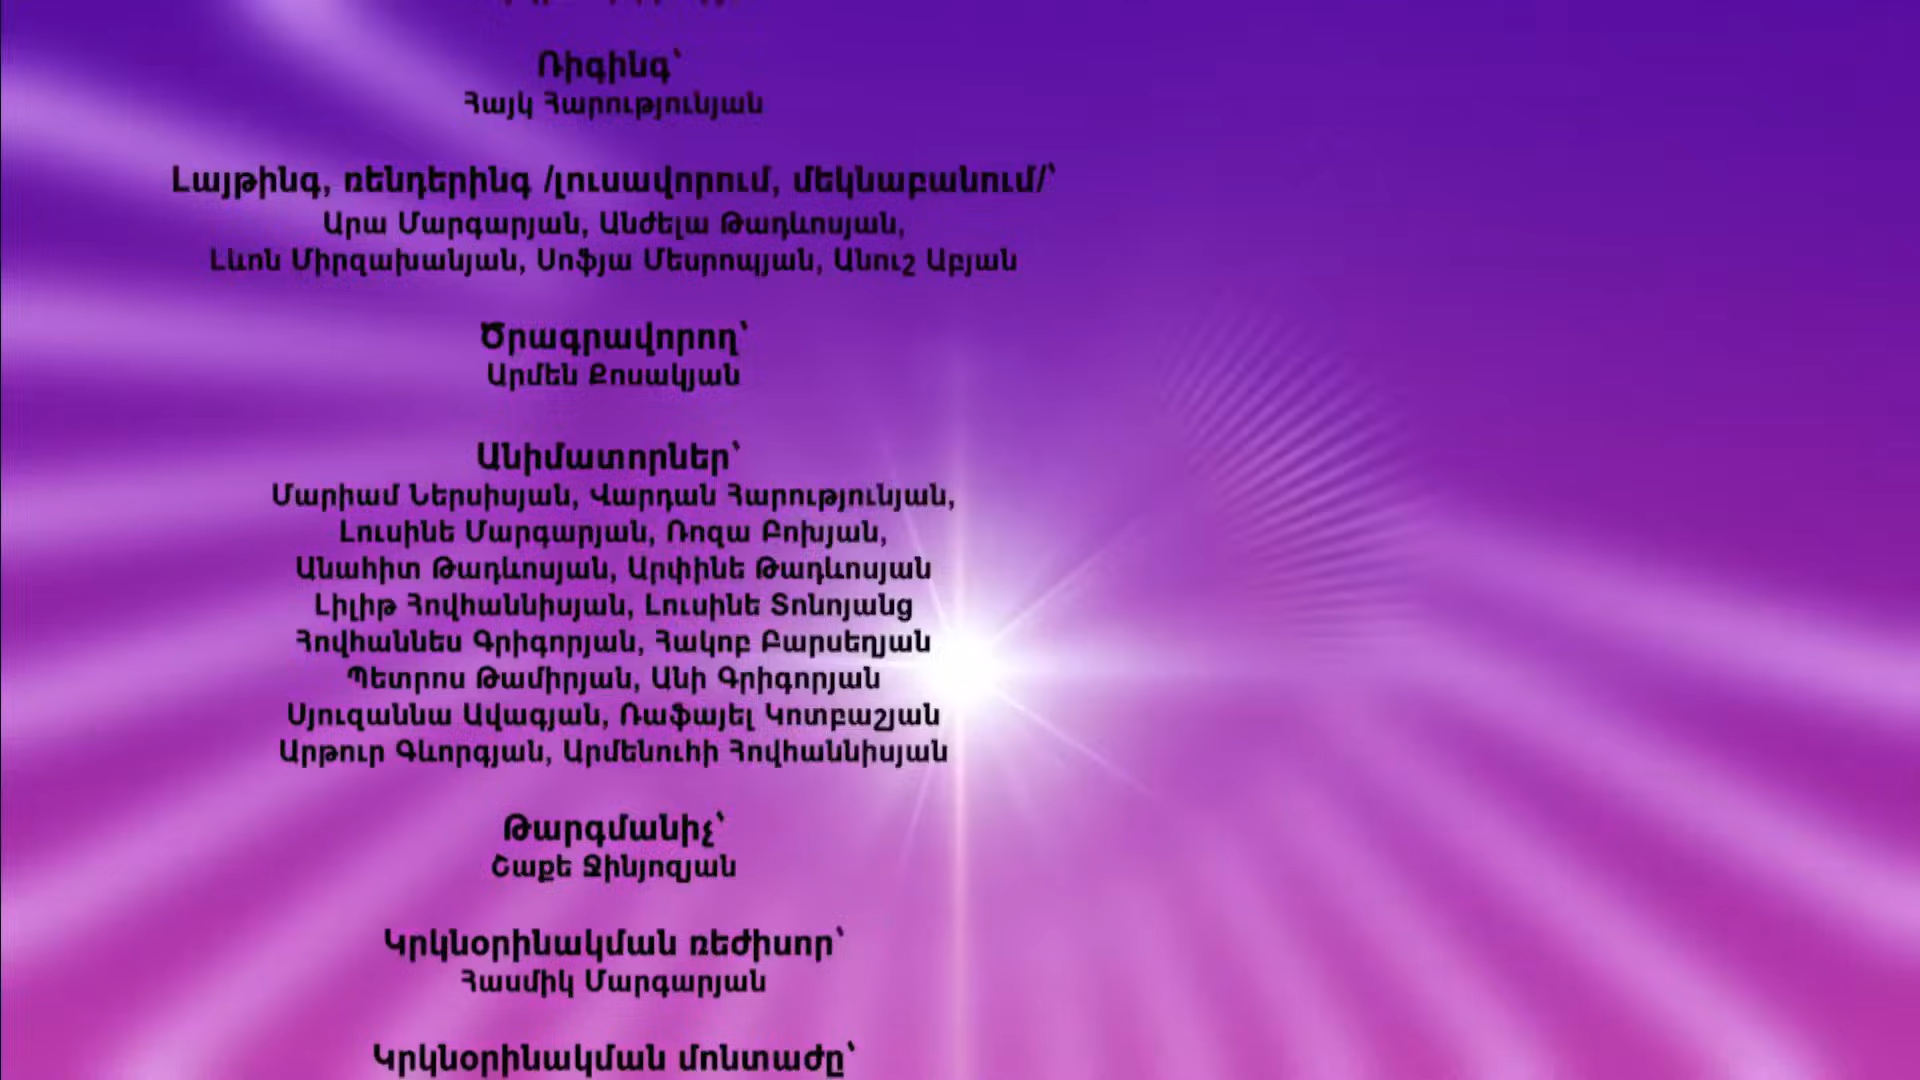 Ռիգինգ՝
Հայկ Հարությունյան
Լայթինգ, ռենդերինգ /լուսավորում, մեկնաբանում/՝
Արա Մարգարյան, Անժելա Թադևոսյան,
Լևոն Միրզախանյան, Սոֆյա Մեսրոպյան, Անուշ Աբյան
Ծրագրավորող՝
Արմեն Քոսակյան
Անիմատորներ՝
Մարիամ Ներսիսյան, Վարդան Հարությունյան,
Լուսինե Մարգարյան, Ռոզա Բոխյան,
Անահիտ Թադևոսյան, Արփինե Թադևոսյան
Լիլիթ Հովհաննիսյան, Լուսինե Տոնոյանց
Հովհաննես Գրիգորյան, Հակոբ Բարսեղյան
Պետրոս Թամիրյան, Անի Գրիգորյան
Սյուզաննա Ավագյան, Ռաֆայել Կոտբաշյան
Արթուր Գևորգյան, Արմենուհի Հովհաննիսյան
Թարգմանիչ՝
Շաքե Ջինյոզյան
Կրկնօրինակման ռեժիսոր՝
Հասմիկ Մարգարյան
Կրկնօրինակման մոնտաժը՝